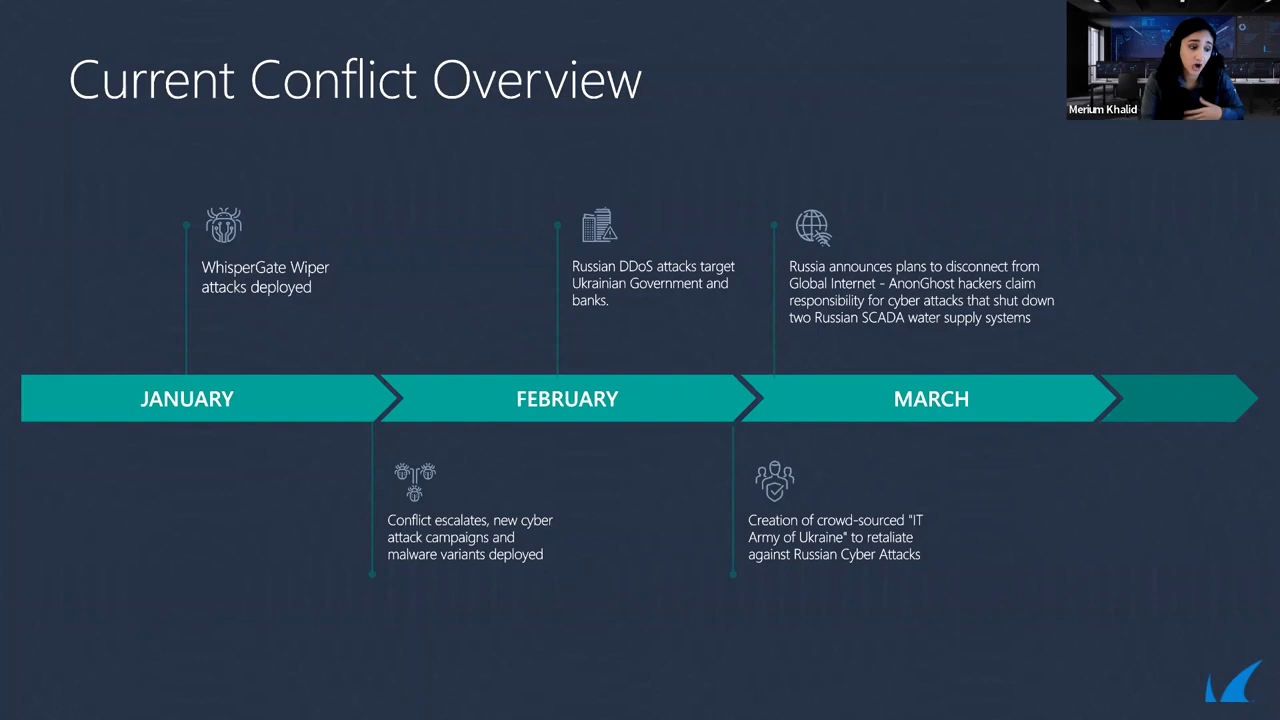 Current Conflict Overview
Merium Khalid
WhisperGate Wiper
attacks deployed
Russian DDoS attacks target
Ukrainian Government and
banks.
Russia announces plans to disconnect from
Global Internet - AnonGhost hackers claim
responsibility for cyber attacks that shut down
two Russian SCADA water supply systems
JANUARY
FEBRUARY
MARCH
Conflict escalates, new cyber
attack campaigns and
malware variants deployed
Creation of crowd-sourced "IT
Army of Ukraine" to retaliate
against Russian Cyber Attacks